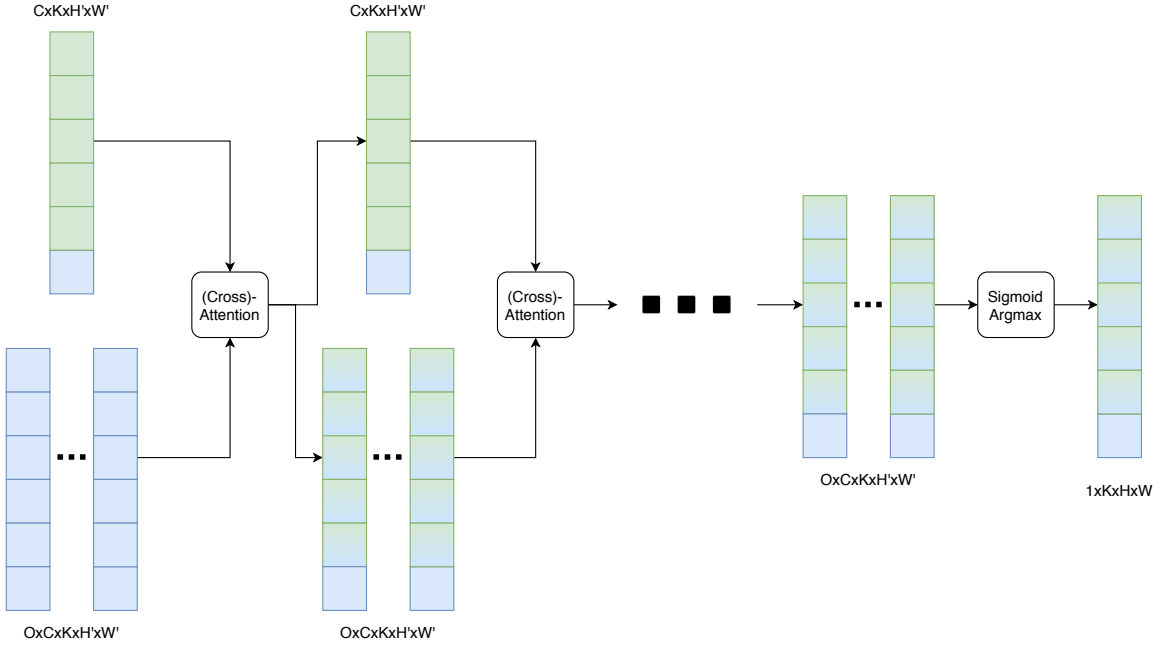 CxKxH'xW'
CxKxH'xW'
(Cross)-
Attention
(Cross)-
Attention
Sigmoid
Argmax
OxCxKxH'xW'
1xKxHxW
OxCxKxH'xW'
OxCxKxH'xW'